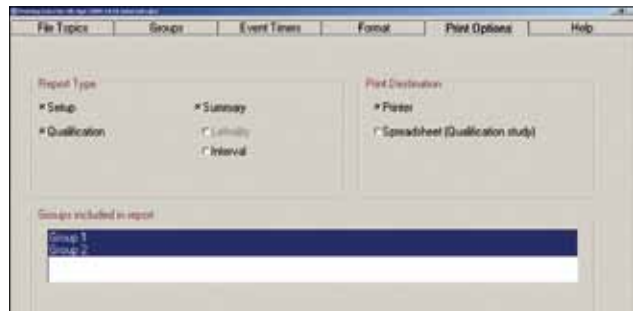 File Topics Groups Event Timers Format Print Options Help
Report Type
Setup Summary
Qualification Lethality
Interval
Print Destination
Printer
Spreadsheet (Qualification study)
Groups included in report
Group 1
Group 2